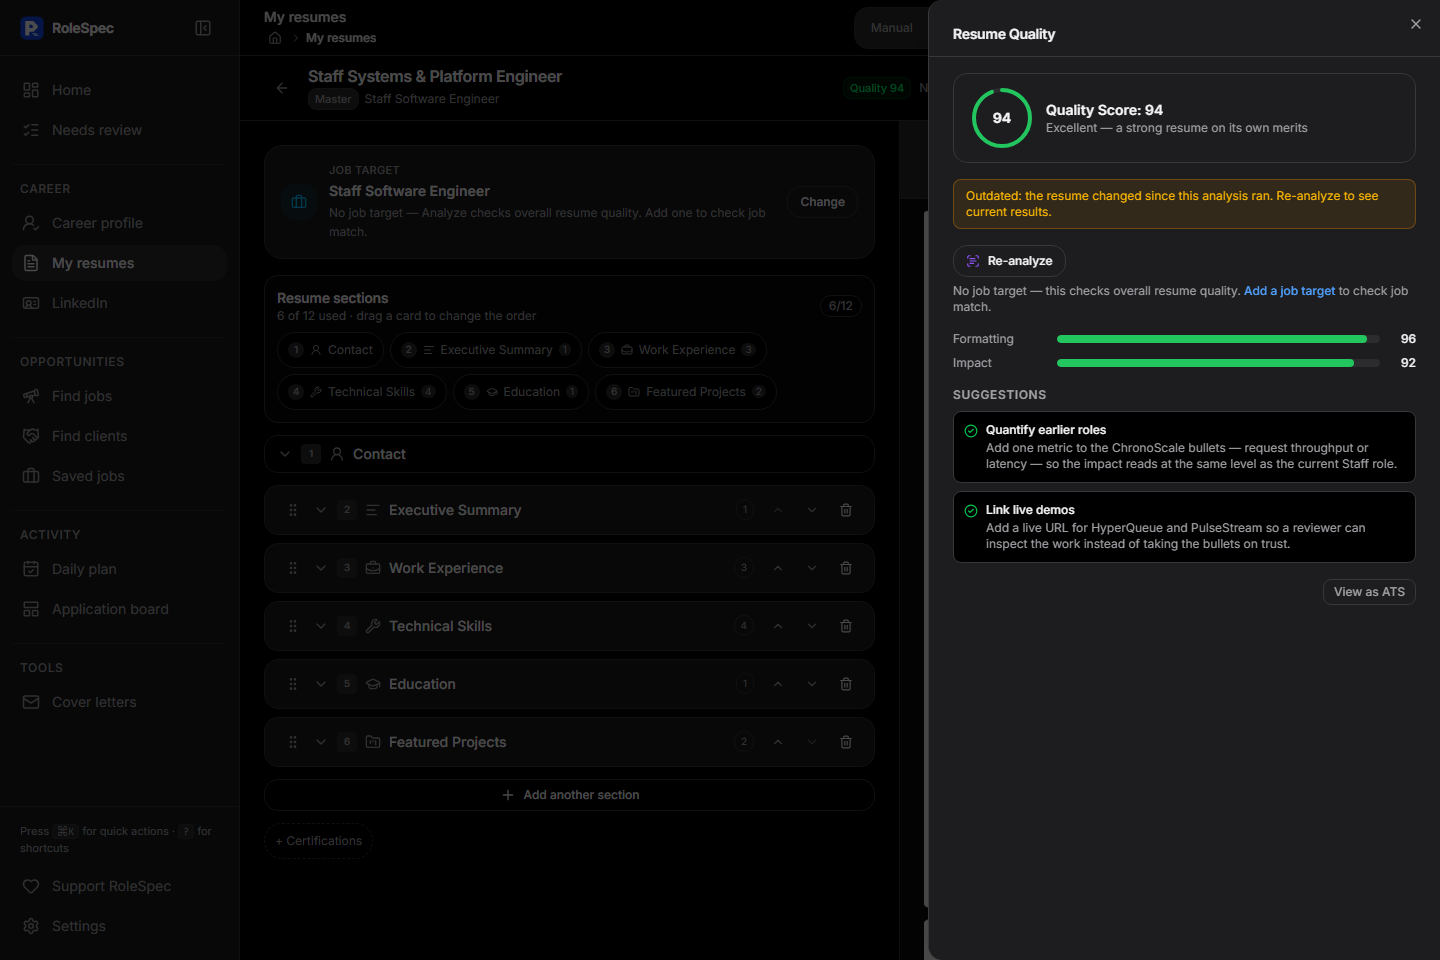 RoleSpec
Home
Needs review
CAREER
Career profile
My resumes
LinkedIn
OPPORTUNITIES
Find jobs
Find clients
Saved jobs
ACTIVITY
Daily plan
Application board
TOOLS
Cover letters
Press ⌘K for quick actions · ? for
shortcuts
Support RoleSpec
Settings
My resumes
My resumes
Manual
Staff Systems & Platform Engineer
Master Staff Software Engineer
Quality 94
JOB TARGET
Staff Software Engineer
No job target — Analyze checks overall resume quality. Add one to check job
match.
Change
Resume sections
6 of 12 used · drag a card to change the order
6/12
1 Contact
2 Executive Summary 1
3 Work Experience 3
4 Technical Skills 4
5 Education 1
6 Featured Projects 2
1 Contact
2 Executive Summary 1
3 Work Experience 3
4 Technical Skills 4
5 Education 1
6 Featured Projects 2
+ Add another section
+ Certifications
Resume Quality
94
Quality Score: 94
Excellent — a strong resume on its own merits
Outdated: the resume changed since this analysis ran. Re-analyze to see
current results.
Re-analyze
No job target — this checks overall resume quality. Add a job target to check job
match.
Formatting 96
Impact 92
SUGGESTIONS
Quantify earlier roles
Add one metric to the ChronoScale bullets — request throughput or
latency — so the impact reads at the same level as the current Staff role.
Link live demos
Add a live URL for HyperQueue and PulseStream so a reviewer can
inspect the work instead of taking the bullets on trust.
View as ATS